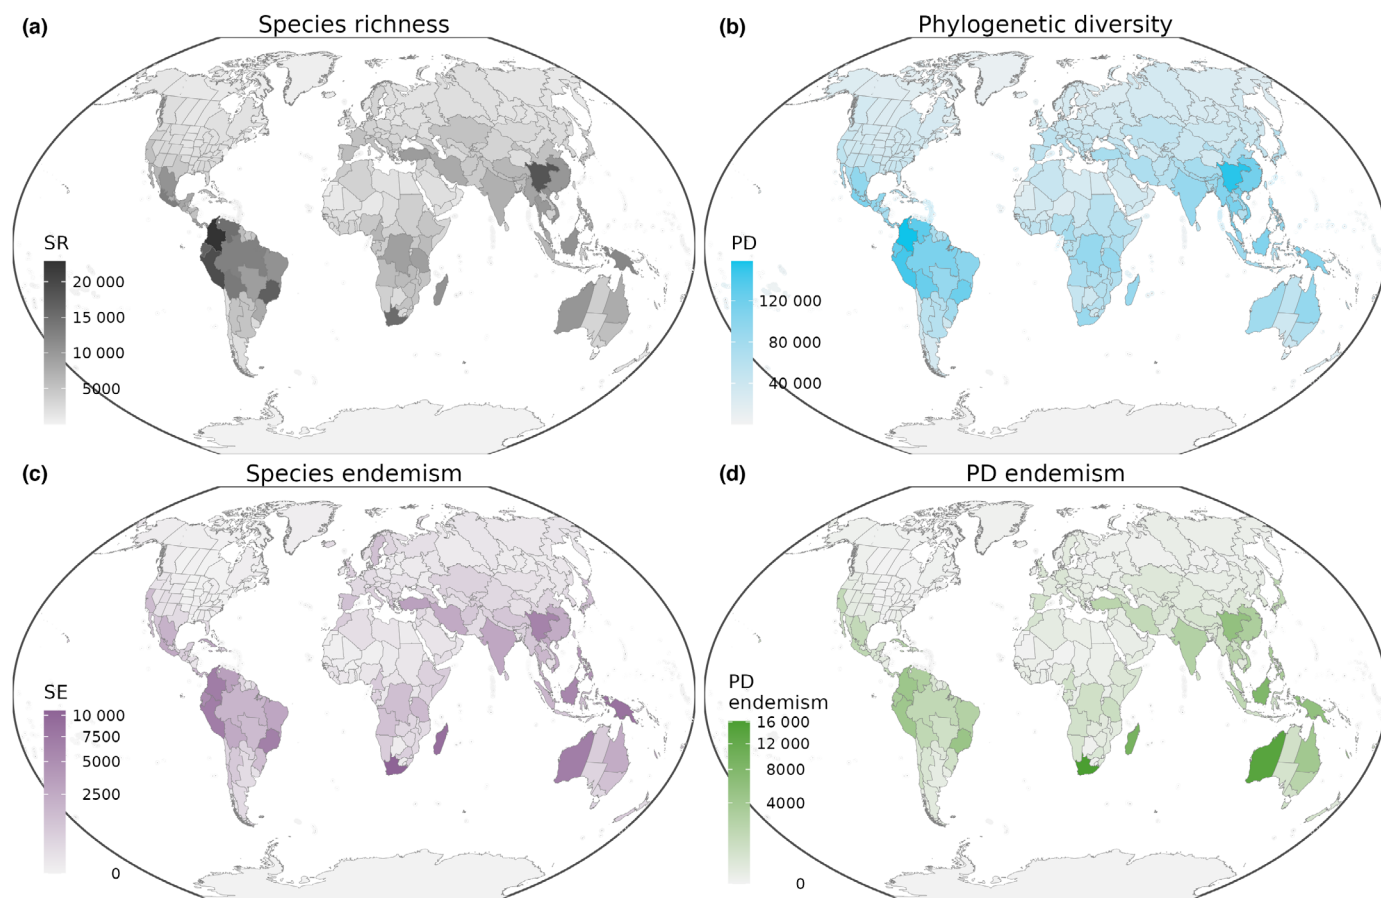 (a)
Species richness
SR
20 000
15 000
10 000
5000
(b)
Phylogenetic diversity
PD
120 000
80 000
40 000
(c)
Species endemism
SE
10 000
7500
5000
2500
0
(d)
PD endemism
PD
endemism
16 000
12 000
8000
4000
0